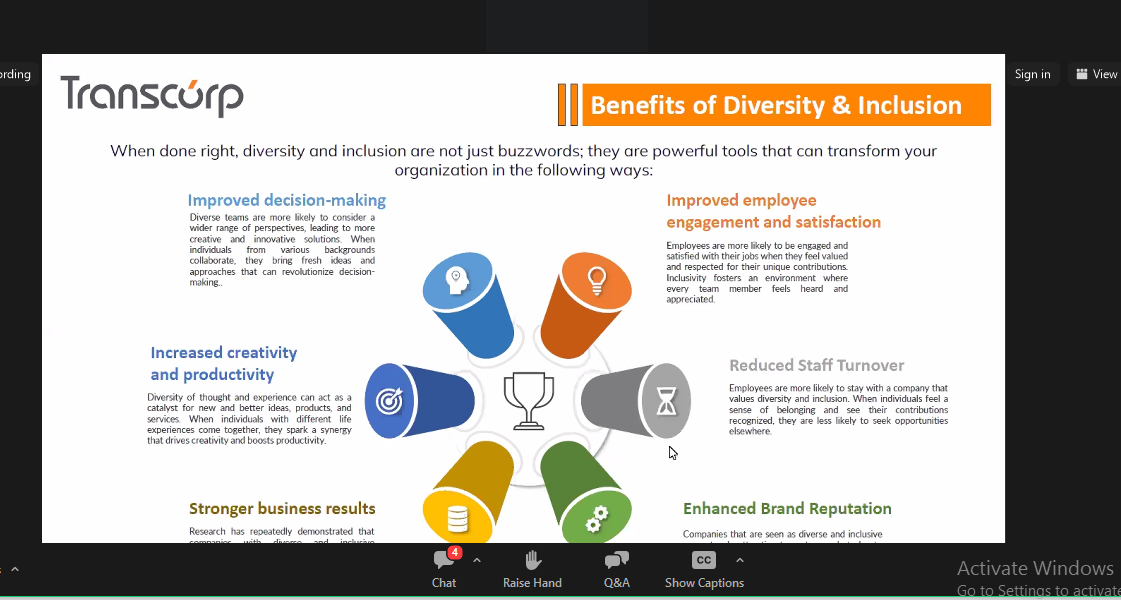 ording
Sign in
View
Transcorp
Benefits of Diversity & Inclusion
When done right, diversity and inclusion are not just buzzwords; they are powerful tools that can transform your
organization in the following ways:
Improved decision-making
Diverse teams are more likely to consider a
wider range of perspectives, leading to more
creative and innovative solutions. When
individuals from various backgrounds
collaborate, they bring fresh ideas and
approaches that can revolutionize decision-
making..
Improved employee
engagement and satisfaction
Employees are more likely to be engaged and
satisfied with their jobs when they feel valued
and respected for their unique contributions.
Inclusivity fosters an environment where
every team member feels heard and
appreciated.
Increased creativity
and productivity
Diversity of thought and experience can act as a
catalyst for new and better ideas, products, and
services. When individuals with different life
experiences come together, they spark a synergy
that drives creativity and boosts productivity.
Reduced Staff Turnover
Employees are more likely to stay with a company that
values diversity and inclusion. When individuals feel a
sense of belonging and see their contributions
recognized, they are less likely to seek opportunities
elsewhere.
Stronger business results
Research has repeatedly demonstrated that
companies with diverse and inclusive
Enhanced Brand Reputation
Companies that are seen as diverse and inclusive
4
Chat
Raise Hand
Q&A
CC
Show Captions
Activate Windows
Go to Settings to activate